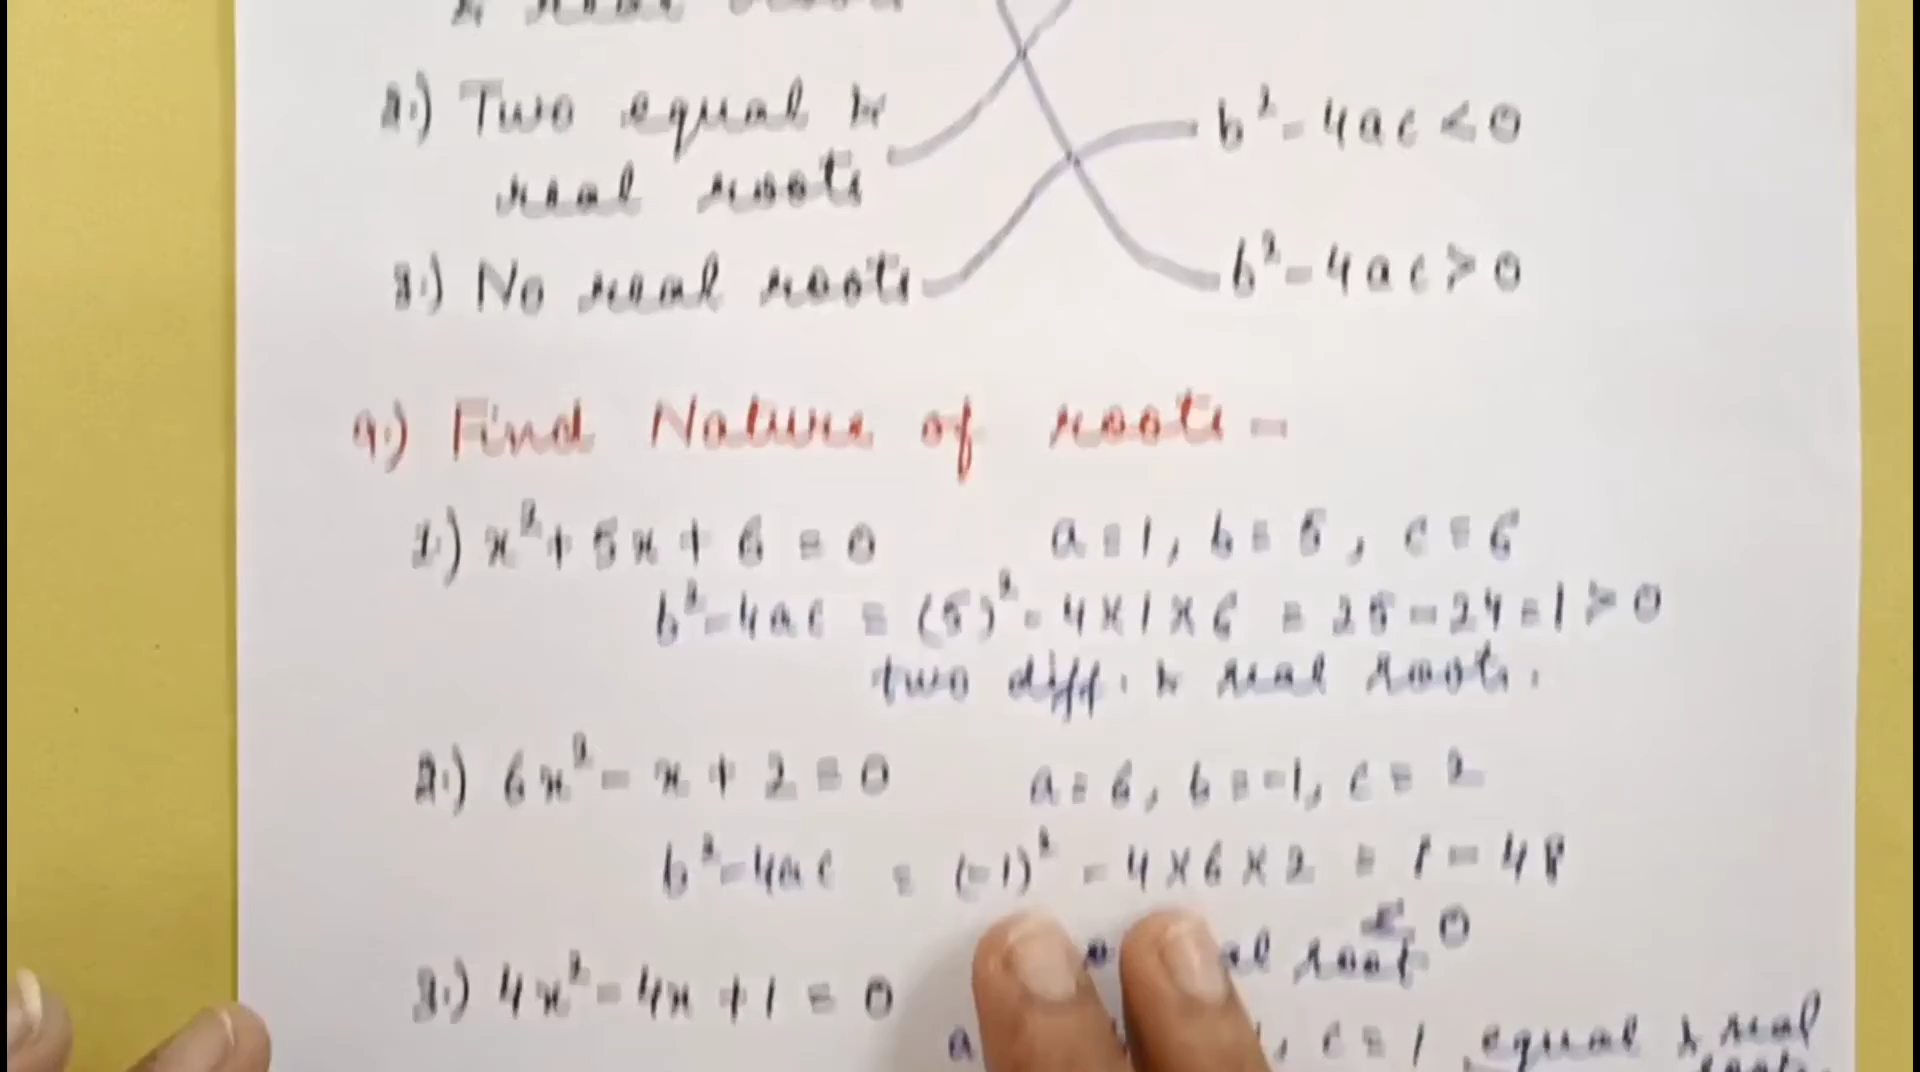 2.) Two equal &
real roots
b² - 4ac < 0
3.) No real roots
b² - 4ac > 0
9.) Find Nature of roots -
1.) x² + 5x + 6 = 0 a = 1, b = 5, c = 6
b² - 4ac = (5)² - 4 × 1 × 6 = 25 - 24 = 1 > 0
two diff. & real roots.
2.) 6x² - x + 2 = 0 a = 6, b = -1, c = 2
b² - 4ac = (-1)² - 4 × 6 × 2 = 1 - 48
0
root
3.) 4x² - 4x + 1 = 0
a , c = 1 equal & real